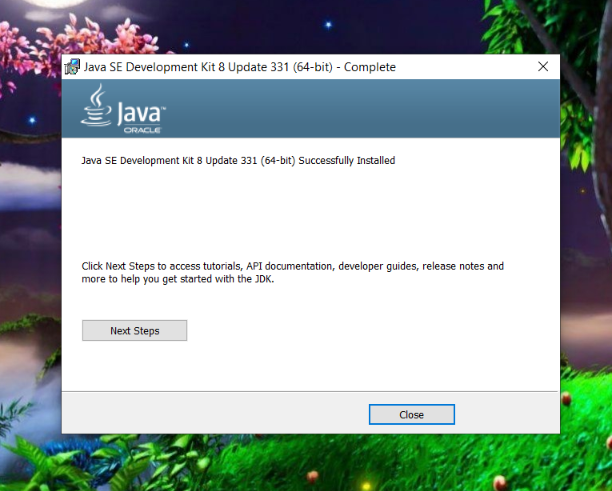 Java SE Development Kit 8 Update 331 (64-bit) - Complete
Java™
ORACLE
Java SE Development Kit 8 Update 331 (64-bit) Successfully Installed
Click Next Steps to access tutorials, API documentation, developer guides, release notes and
more to help you get started with the JDK.
Next Steps
Close